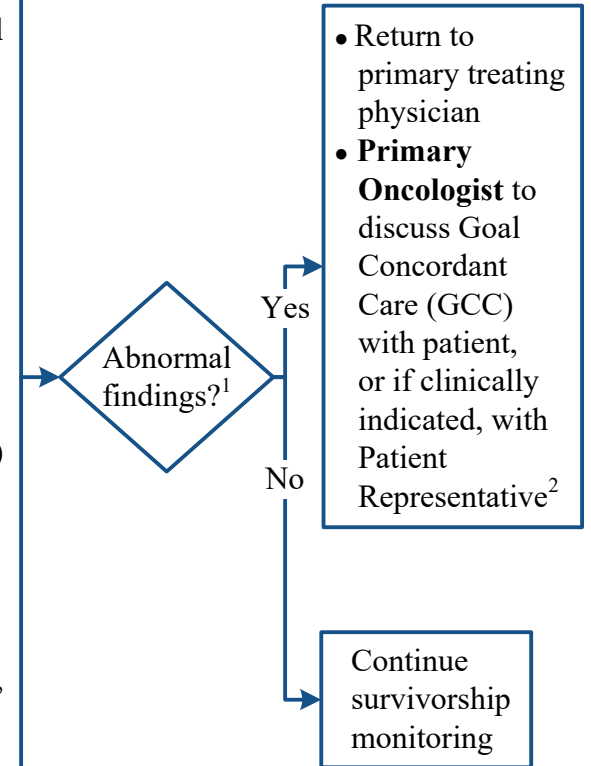 • Return to
primary treating
physician
• Primary
Oncologist to
discuss Goal
Concordant
Care (GCC)
with patient,
or if clinically
indicated, with
Patient
Representative²
Yes
Abnormal
findings?¹
No
Continue
survivorship
monitoring